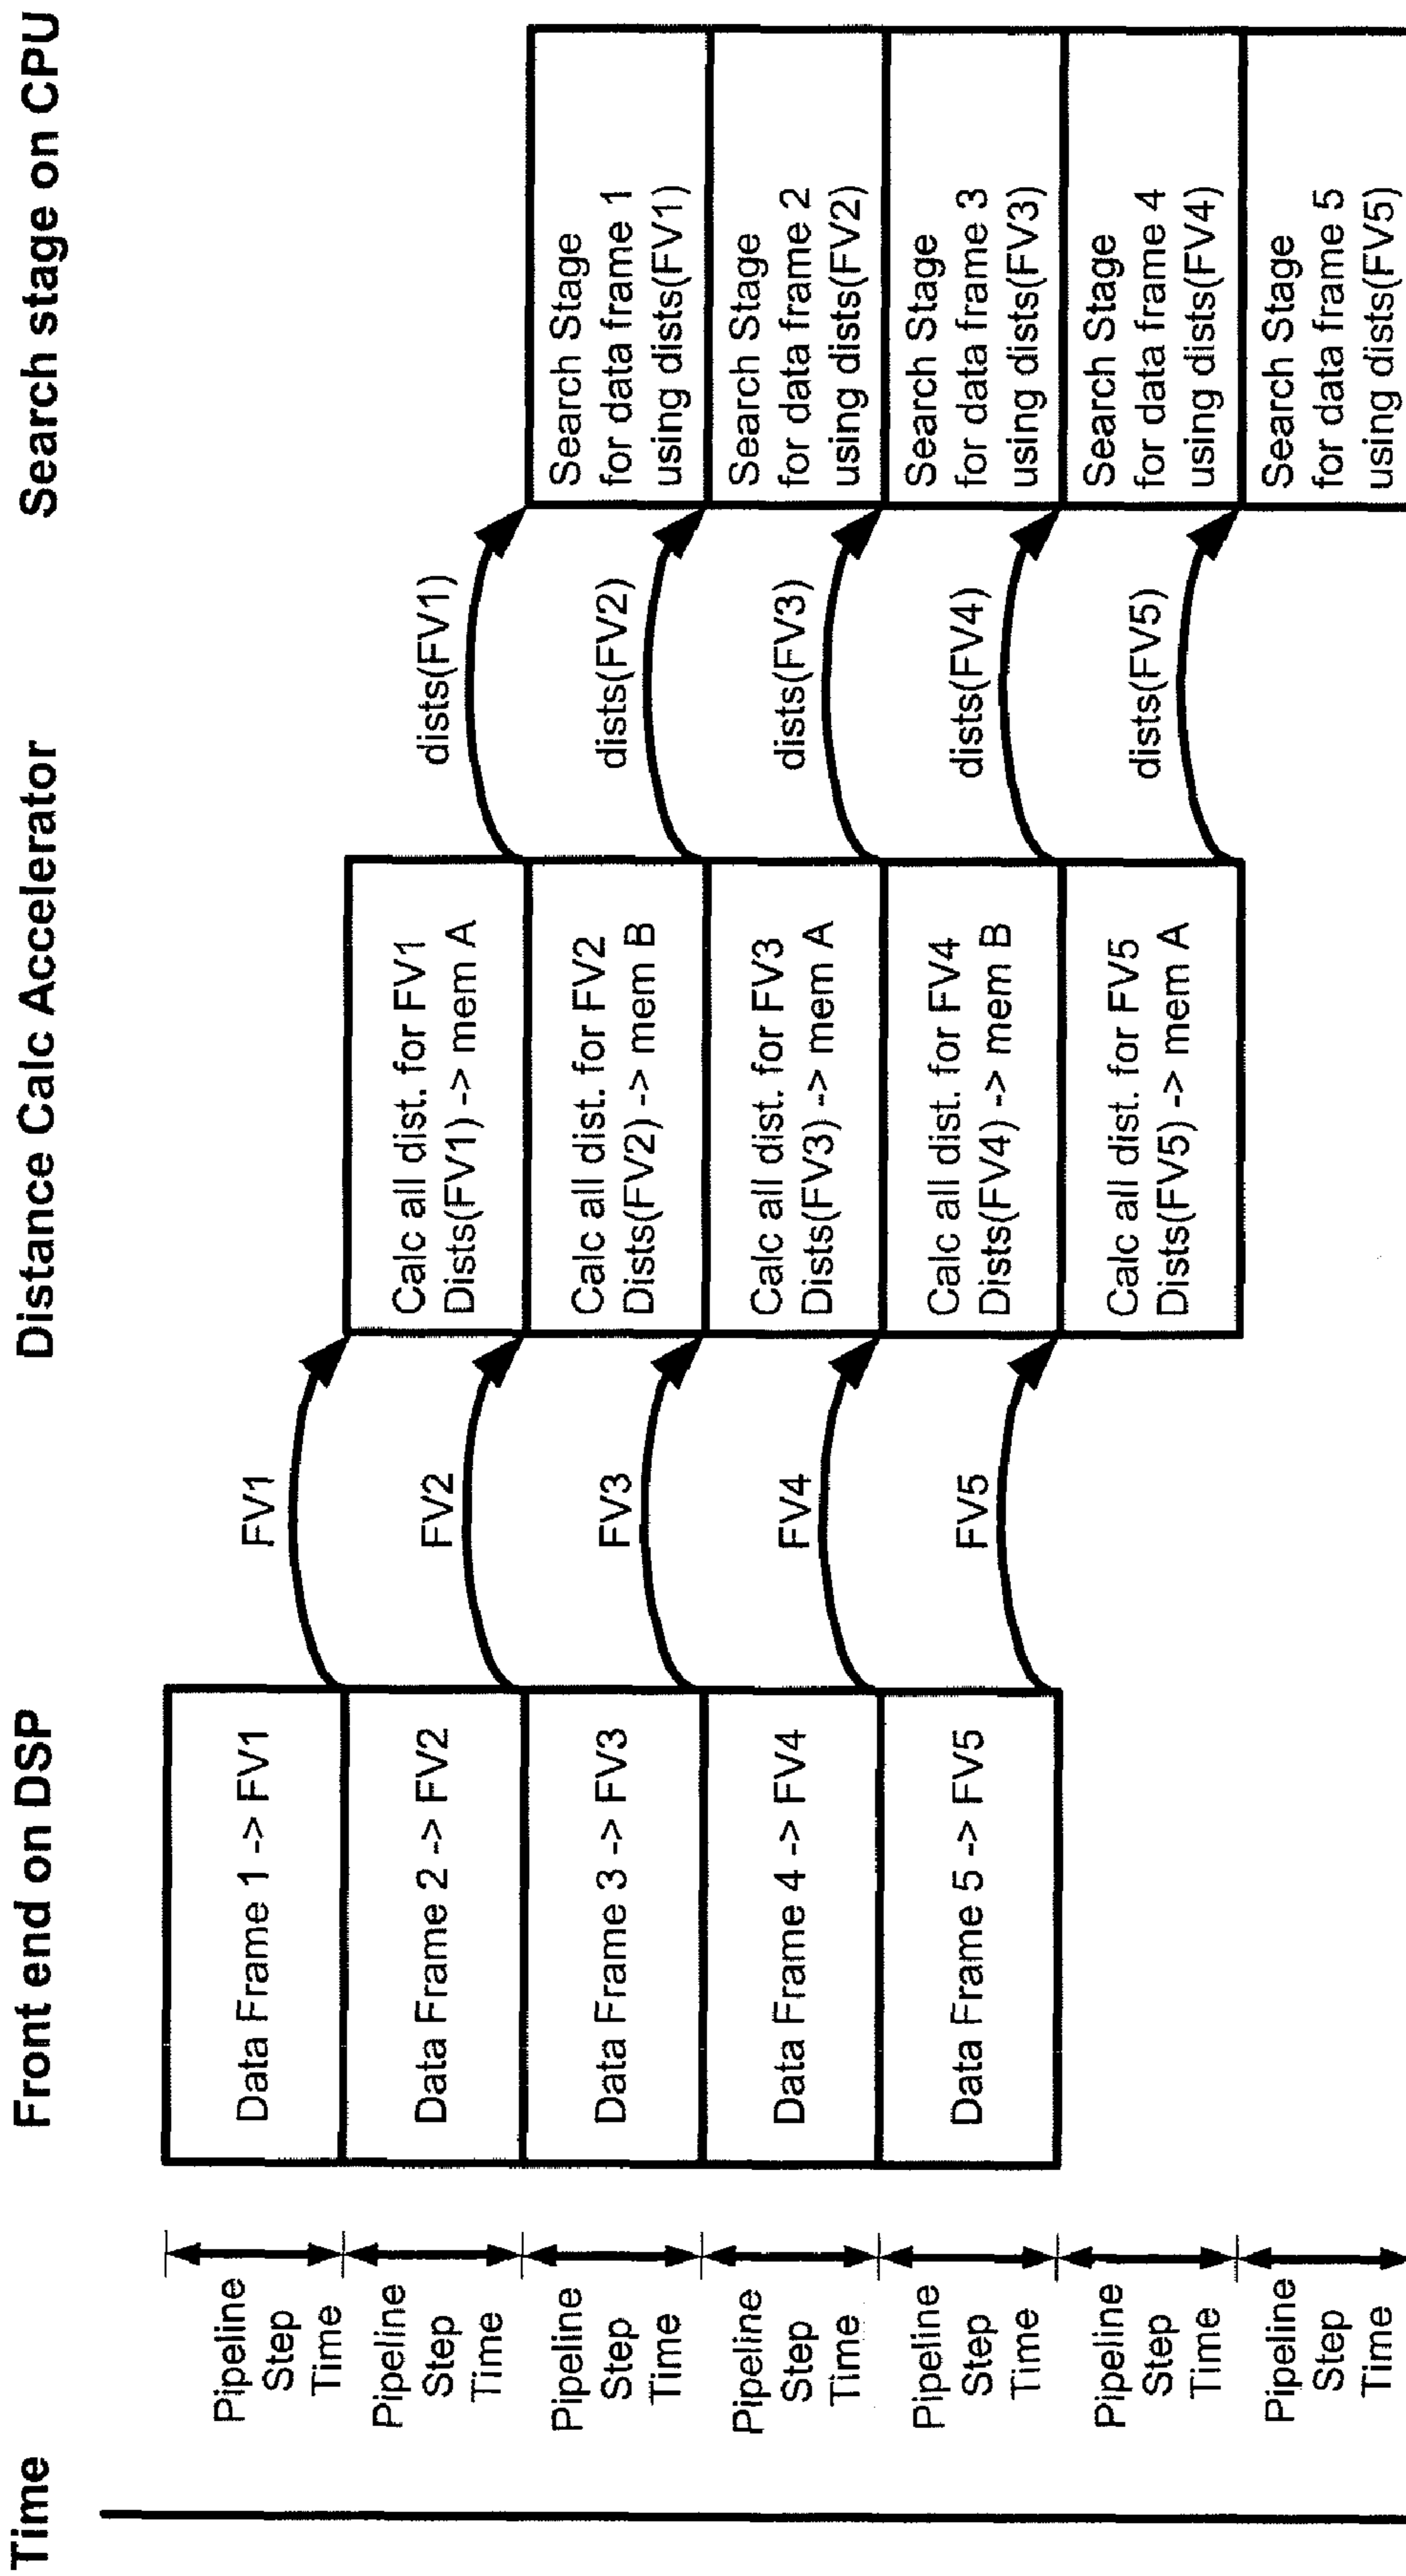 Time
Front end on DSP
Distance Calc Accelerator
Search stage on CPU
Pipeline
Step
Time
Data Frame 1 -> FV1
FV1
Pipeline
Step
Time
Data Frame 2 -> FV2
Calc all dist. for FV1
Dists(FV1) -> mem A
FV2
dists(FV1)
Pipeline
Step
Time
Data Frame 3 -> FV3
Calc all dist. for FV2
Dists(FV2) -> mem B
Search Stage
for data frame 1
using dists(FV1)
FV3
dists(FV2)
Pipeline
Step
Time
Data Frame 4 -> FV4
Calc all dist. for FV3
Dists(FV3) -> mem A
Search Stage
for data frame 2
using dists(FV2)
FV4
dists(FV3)
Pipeline
Step
Time
Data Frame 5 -> FV5
Calc all dist. for FV4
Dists(FV4) -> mem B
Search Stage
for data frame 3
using dists(FV3)
FV5
dists(FV4)
Pipeline
Step
Time
Calc all dist. for FV5
Dists(FV5) -> mem A
Search Stage
for data frame 4
using dists(FV4)
dists(FV5)
Pipeline
Step
Time
Search Stage
for data frame 5
using dists(FV5)